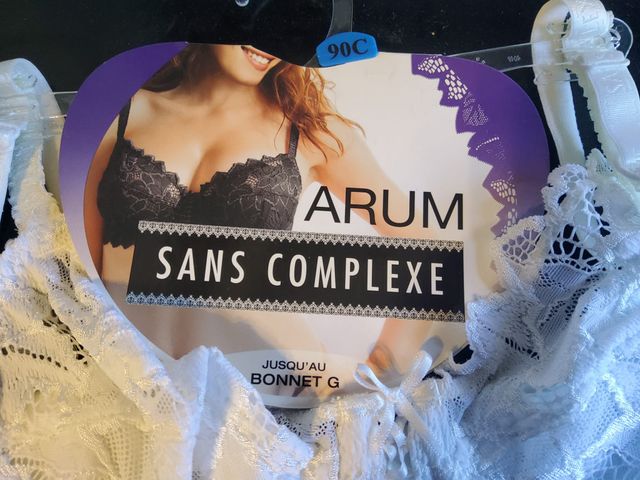 90C
ARUM
SANS COMPLEXE
JUSQU'AU
BONNET G